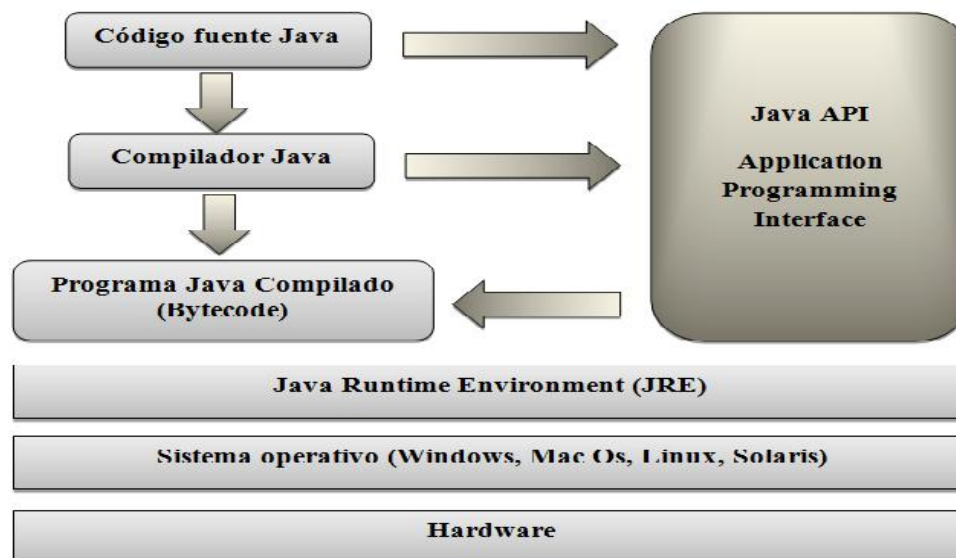 Código fuente Java
Compilador Java
Programa Java Compilado
(Bytecode)
Java API
Application
Programming
Interface
Java Runtime Environment (JRE)
Sistema operativo (Windows, Mac Os, Linux, Solaris)
Hardware